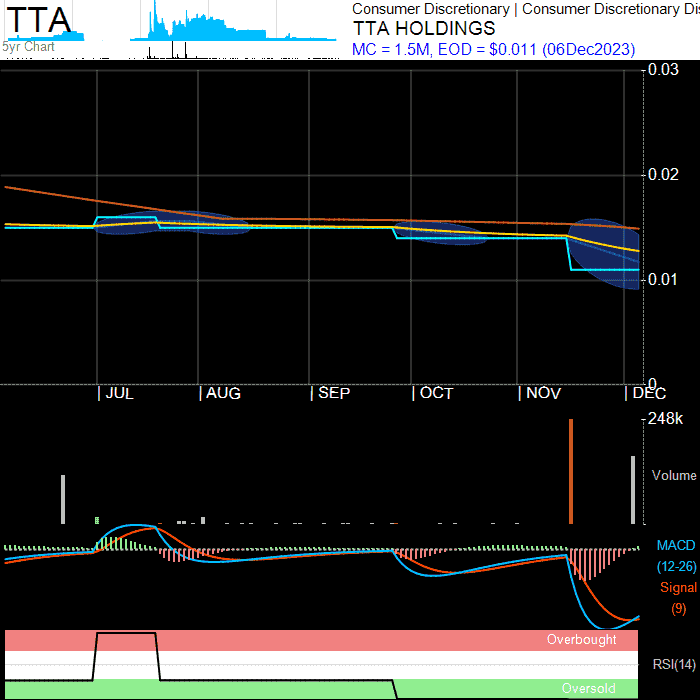 TTA
5yr Chart
Consumer Discretionary | Consumer Discretionary Dis
TTA HOLDINGS
MC = 1.5M, EOD = $0.011 (06Dec2023)
0.03
0.02
0.01
0
| JUL | AUG | SEP | OCT | NOV | DEC
248k
Volume
MACD
(12-26)
Signal
(9)
Overbought
RSI(14)
Oversold